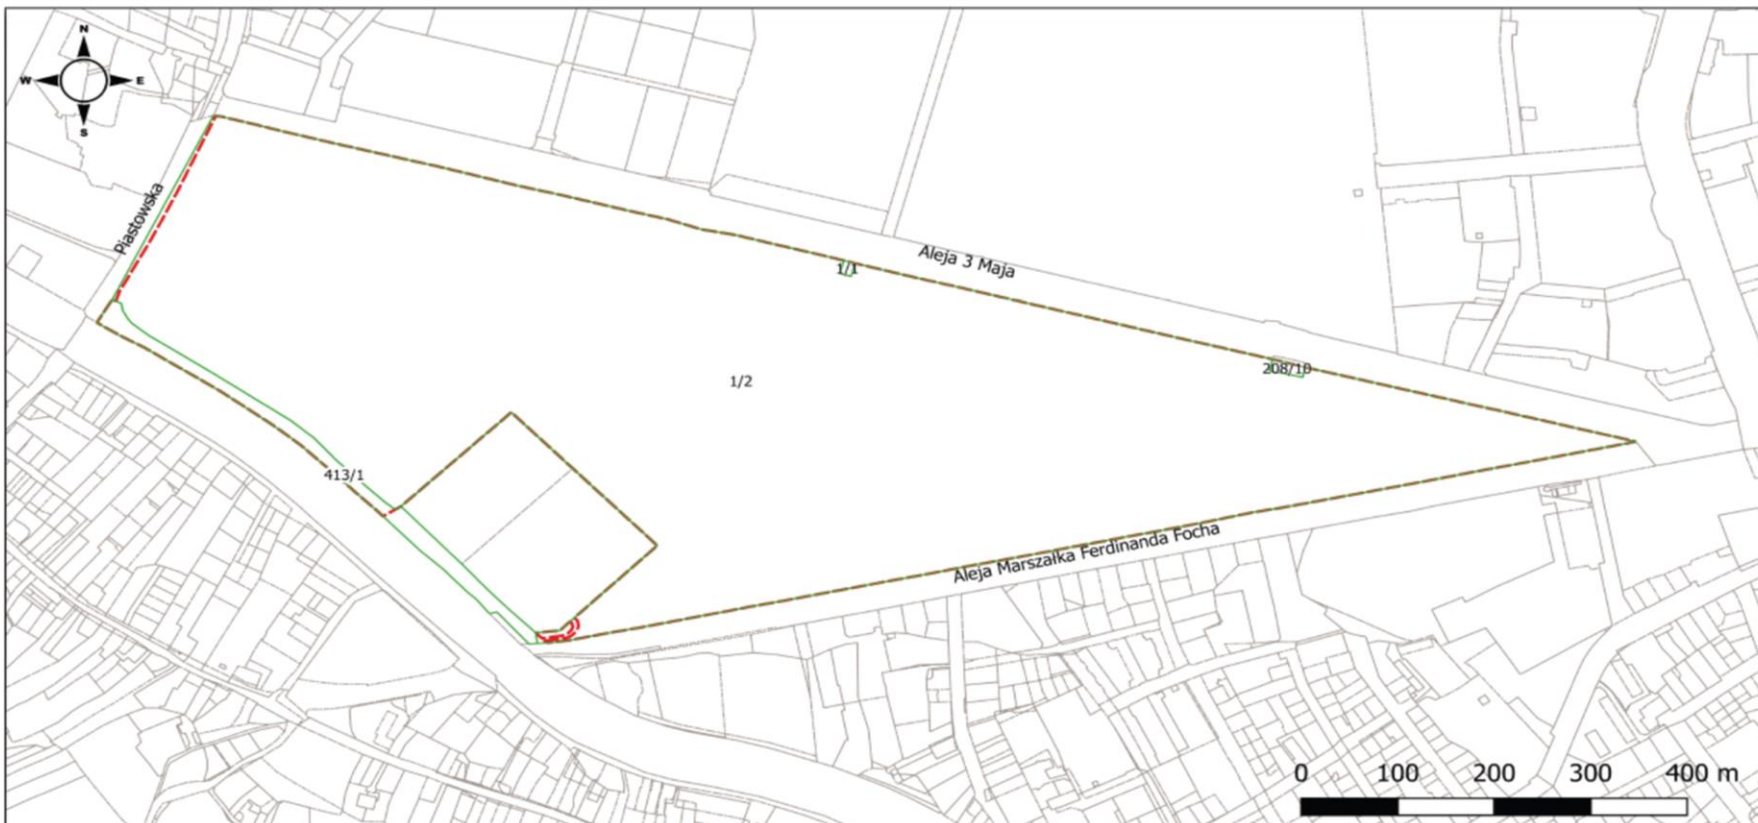 N
W E
S
Piastowska
Aleja 3 Maja
1/1
208/10
1/2
413/1
Aleja Marszałka Ferdinanda Focha
0 100 200 300 400 m